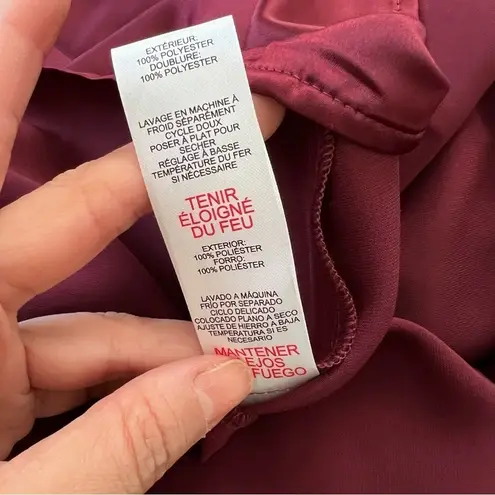 EXTÉRIEUR:
100% POLYESTER
DOUBLURE:
100% POLYESTER
LAVAGE EN MACHINE À
FROID SÉPARÉMENT
CYCLE DOUX
POSER À PLAT POUR
SÉCHER
RÉGLAGE À BASSE
TEMPÉRATURE DU FER
SI NÉCESSAIRE
TENIR
ÉLOIGNÉ
DU FEU
EXTERIOR:
100% POLIÉSTER
FORRO:
100% POLIÉSTER
LAVADO A MÁQUINA
FRÍO POR SEPARADO
CICLO DELICADO
COLOCADO PLANO A SECO
AJUSTE DE HIERRO A BAJA
TEMPERATURA SI ES
NECESARIO
MANTENER
EJOS
FUEGO